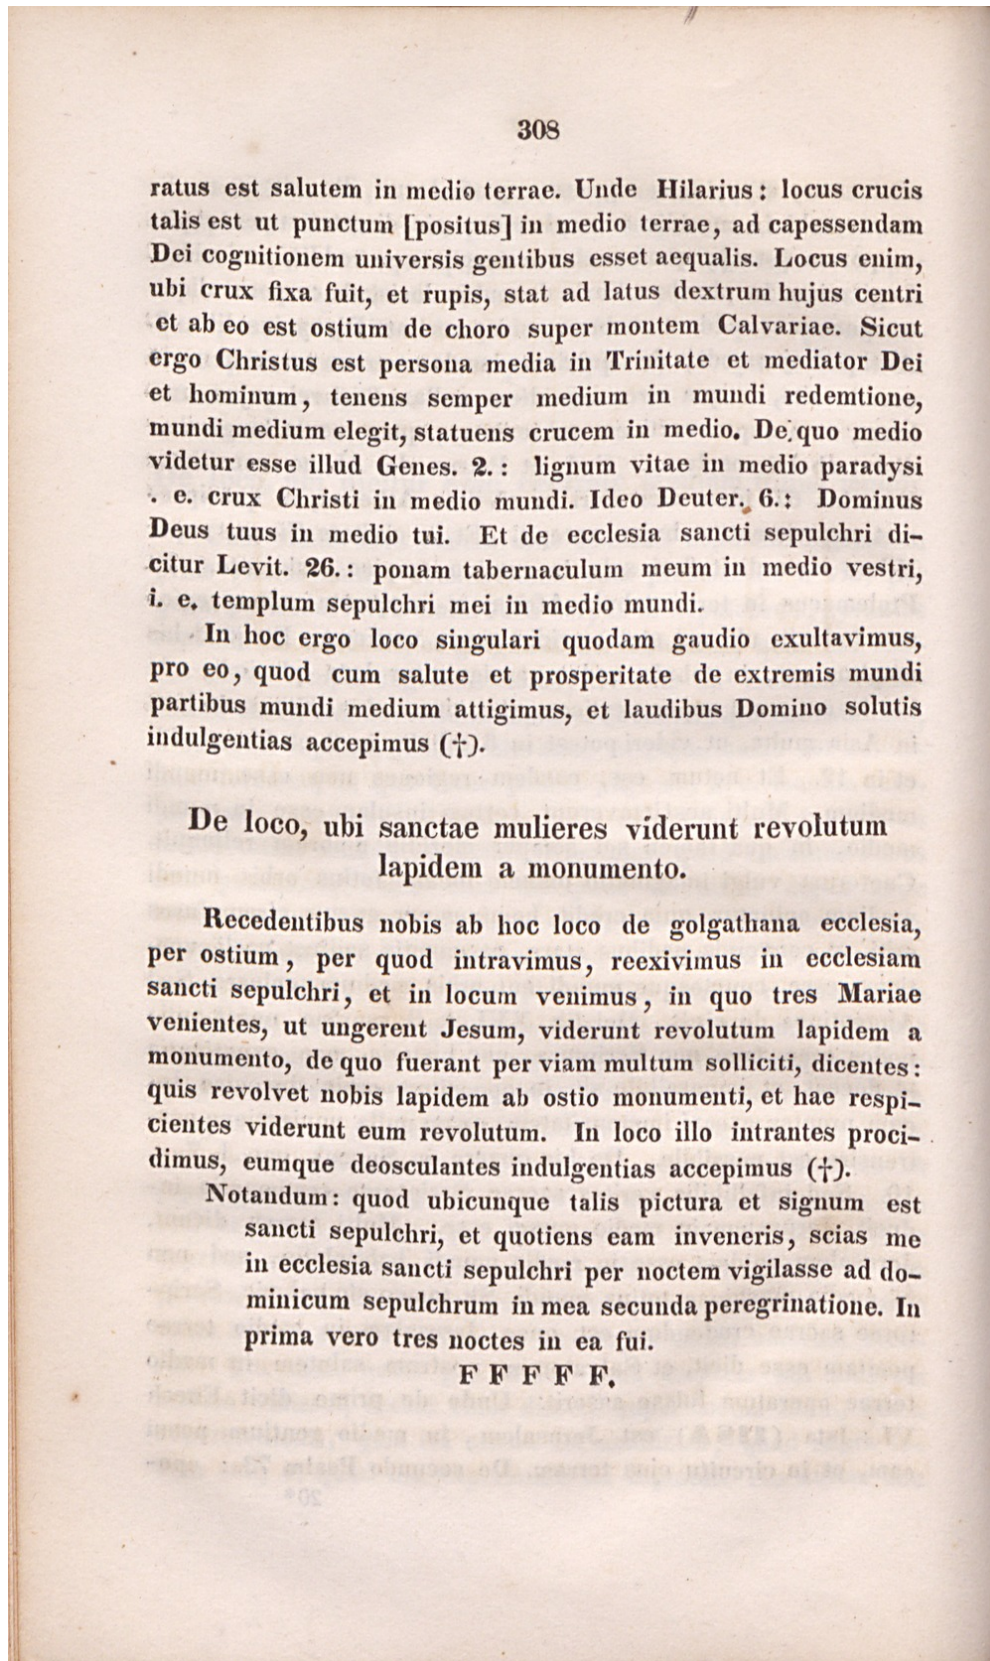 308
ratus est salutem in medio terrae. Unde Hilarius: locus crucis
talis est ut punctum [positus] in medio terrae, ad capessendam
Dei cognitionem universis gentibus esset aequalis. Locus enim,
ubi crux fixa fuit, et rupis, stat ad latus dextrum hujus centri
et ab eo est ostium de choro super montem Calvariae. Sicut
ergo Christus est persona media in Trinitate et mediator Dei
et hominum, tenens semper medium in mundi redemtione,
mundi medium elegit, statuens crucem in medio. De quo medio
videtur esse illud Genes. 2.: lignum vitae in medio paradysi
. e. crux Christi in medio mundi. Ideo Deuter. 6.: Dominus
Deus tuus in medio tui. Et de ecclesia sancti sepulchri di-
citur Levit. 26.: ponam tabernaculum meum in medio vestri,
i. e. templum sepulchri mei in medio mundi.
In hoc ergo loco singulari quodam gaudio exultavimus,
pro eo, quod cum salute et prosperitate de extremis mundi
partibus mundi medium attigimus, et laudibus Domino solutis
indulgentias accepimus (†).
De loco, ubi sanctae mulieres viderunt revolutum
lapidem a monumento.
Recedentibus nobis ab hoc loco de golgathana ecclesia,
per ostium, per quod intravimus, reexivimus in ecclesiam
sancti sepulchri, et in locum venimus, in quo tres Mariae
venientes, ut ungerent Jesum, viderunt revolutum lapidem a
monumento, de quo fuerant per viam multum solliciti, dicentes:
quis revolvet nobis lapidem ab ostio monumenti, et hae respi-
cientes viderunt eum revolutum. In loco illo intrantes proci-
dimus, eumque deosculantes indulgentias accepimus (†).
Notandum: quod ubicunque talis pictura et signum est
sancti sepulchri, et quotiens eam inveneris, scias me
in ecclesia sancti sepulchri per noctem vigilasse ad do-
minicum sepulchrum in mea secunda peregrinatione. In
prima vero tres noctes in ea fui.
F F F F F.